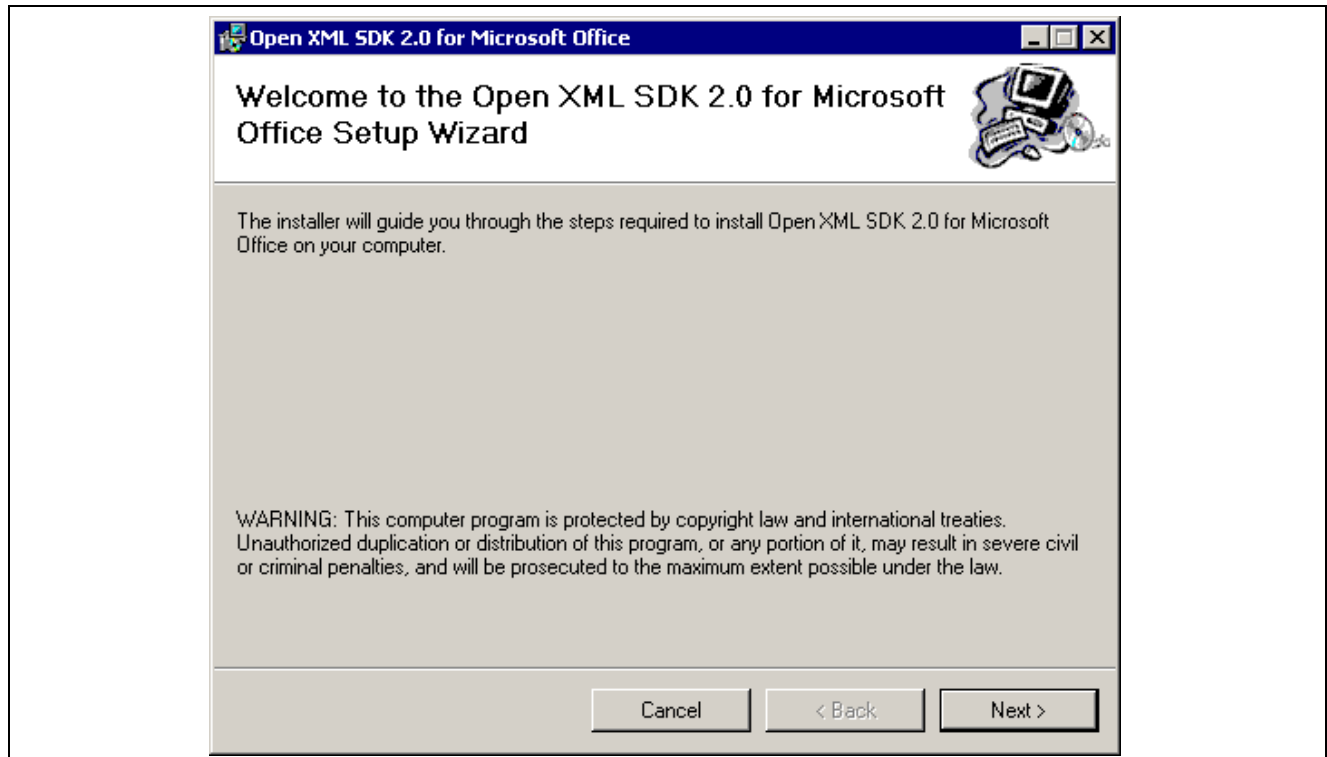 Open XML SDK 2.0 for Microsoft Office
Welcome to the Open XML SDK 2.0 for Microsoft
Office Setup Wizard
The installer will guide you through the steps required to install Open XML SDK 2.0 for Microsoft
Office on your computer.
WARNING: This computer program is protected by copyright law and international treaties.
Unauthorized duplication or distribution of this program, or any portion of it, may result in severe civil
or criminal penalties, and will be prosecuted to the maximum extent possible under the law.
Cancel < Back Next >